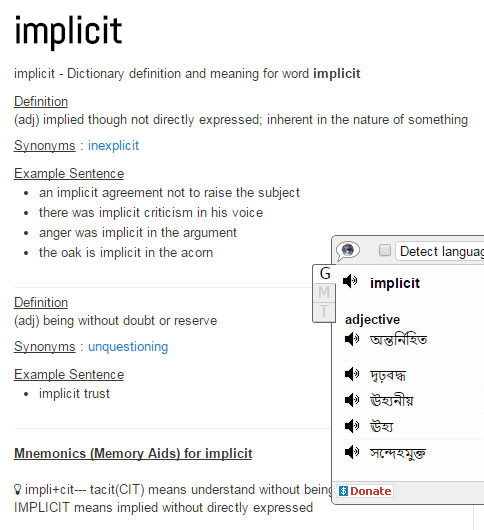 implicit
implicit - Dictionary definition and meaning for word implicit
Definition
(adj) implied though not directly expressed; inherent in the nature of something
Synonyms : inexplicit
Example Sentence
an implicit agreement not to raise the subject
there was implicit criticism in his voice
anger was implicit in the argument
the oak is implicit in the acorn
Definition
(adj) being without doubt or reserve
Synonyms : unquestioning
Example Sentence
implicit trust
Mnemonics (Memory Aids) for implicit
impli+cit--- tacit(CIT) means understand without being
IMPLICIT means implied without directly expressed
Detect language
G
M
T
implicit
adjective
অন্তর্নিহিত
দৃঢ়বদ্ধ
ঊহ্যনীয়
ঊহ্য
সন্দেহমুক্ত
$ Donate